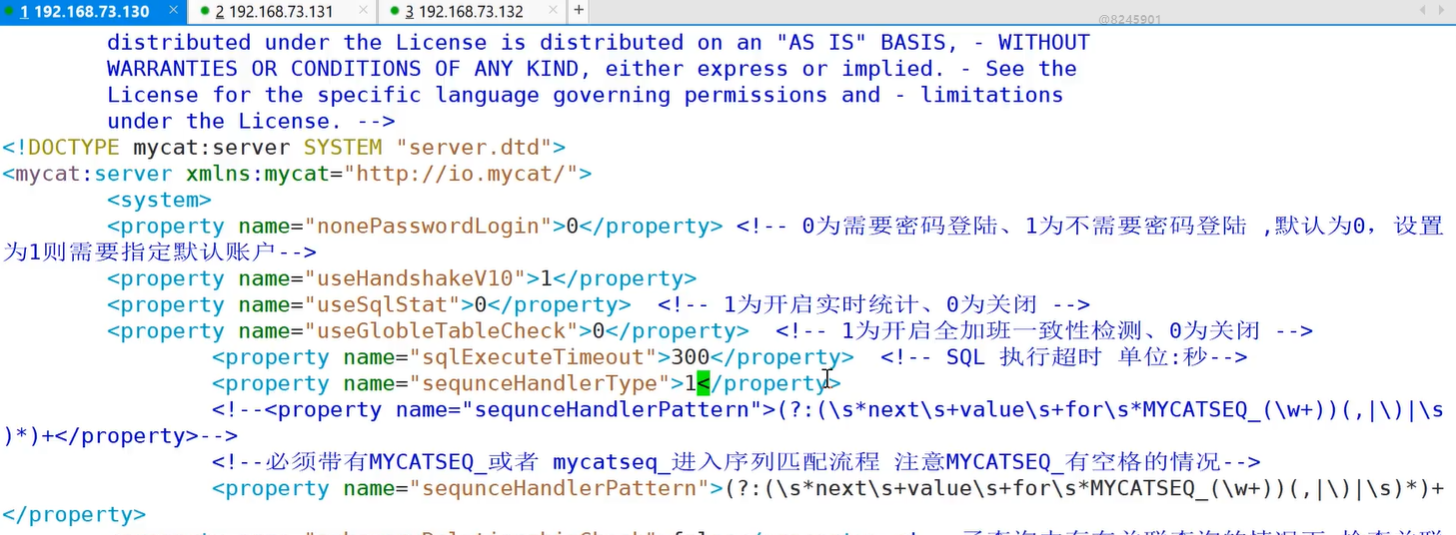 1 192.168.73.130 × 2 192.168.73.131 × 3 192.168.73.132 × +
@8245901
distributed under the License is distributed on an "AS IS" BASIS, - WITHOUT
WARRANTIES OR CONDITIONS OF ANY KIND, either express or implied. - See the
License for the specific language governing permissions and - limitations
under the License. -->
<!DOCTYPE mycat:server SYSTEM "server.dtd">
<mycat:server xmlns:mycat="http://io.mycat/">
<system>
<property name="nonePasswordLogin">0</property> <!-- 0为需要密码登陆、1为不需要密码登陆 ,默认为0，设置
为1则需要指定默认账户-->
<property name="useHandshakeV10">1</property>
<property name="useSqlStat">0</property>  <!-- 1为开启实时统计、0为关闭 -->
<property name="useGlobleTableCheck">0</property>  <!-- 1为开启全加班一致性检测、0为关闭 -->
<property name="sqlExecuteTimeout">300</property>  <!-- SQL 执行超时 单位:秒-->
<property name="sequnceHandlerType">1</property>
<!--<property name="sequnceHandlerPattern">(?:(\s*next\s+value\s+for\s*MYCATSEQ_(\w+))(,|\)|\s
)*)+</property>-->
<!--必须带有MYCATSEQ_或者 mycatseq_进入序列匹配流程 注意MYCATSEQ_有空格的情况-->
<property name="sequnceHandlerPattern">(?:(\s*next\s+value\s+for\s*MYCATSEQ_(\w+))(,|\)|\s)*)+
</property>